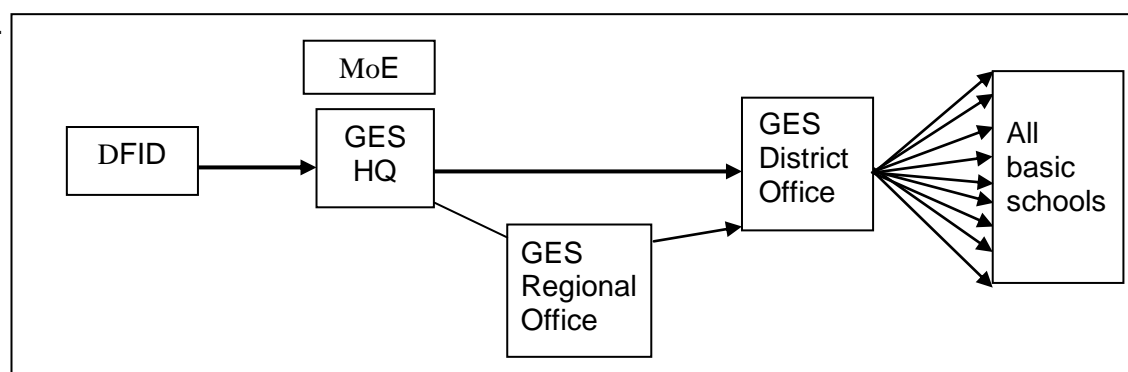 MoE
DFID
GES
HQ
GES
Regional
Office
GES
District
Office
All
basic
schools